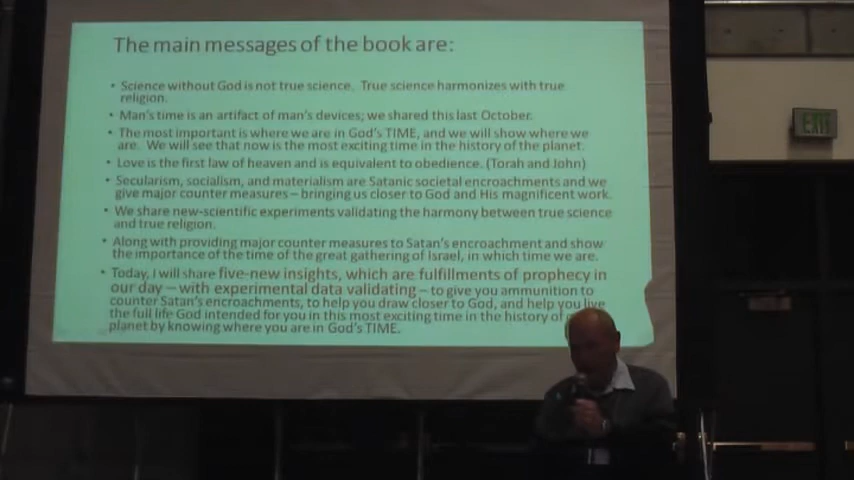 The main messages of the book are:
• Science without God is not true science. True science harmonizes with true
religion.
• Man's time is an artifact of man's devices; we shared this last October.
• The most important is where we are in God's TIME, and we will show where we
are. We will see that now is the most exciting time in the history of the planet.
• Love is the first law of heaven and is equivalent to obedience. (Torah and John)
• Secularism, socialism, and materialism are Satanic societal encroachments and we
give major counter measures – bringing us closer to God and His magnificent work.
• We share new-scientific experiments validating the harmony between true science
and true religion.
• Along with providing major counter measures to Satan's encroachment and show
the importance of the time of the great gathering of Israel, in which time we are.
• Today, I will share five-new insights, which are fulfillments of prophecy in
our day – with experimental data validating – to give you ammunition to
counter Satan's encroachments, to help you draw closer to God, and help you live
the full life God intended for you in this most exciting time in the history of
planet by knowing where you are in God's TIME.
EXIT